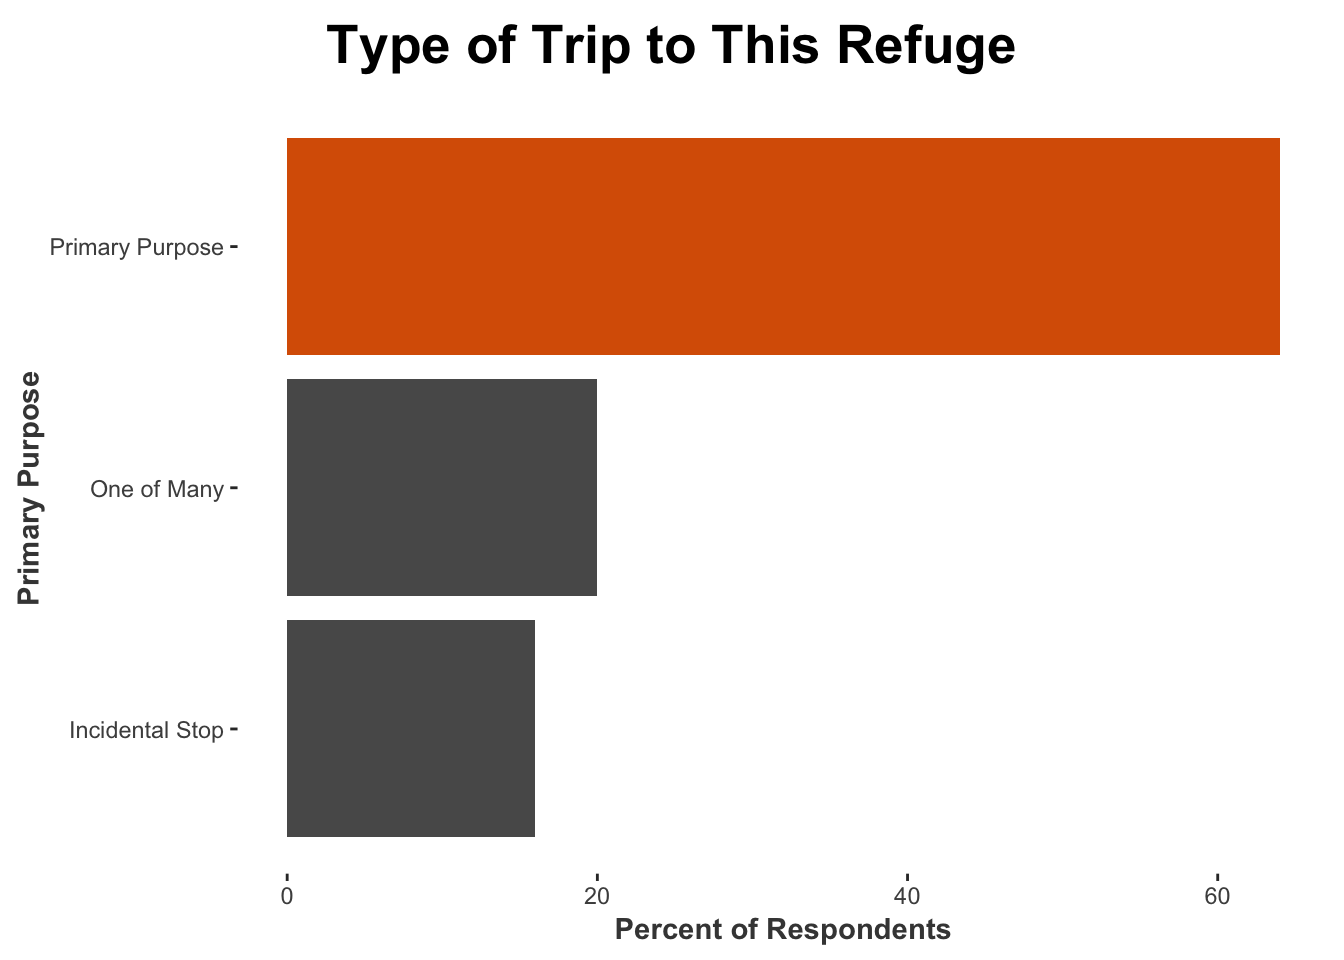 Type of Trip to This Refuge
Primary Purpose
Primary Purpose
One of Many
Incidental Stop
0 20 40 60
Percent of Respondents